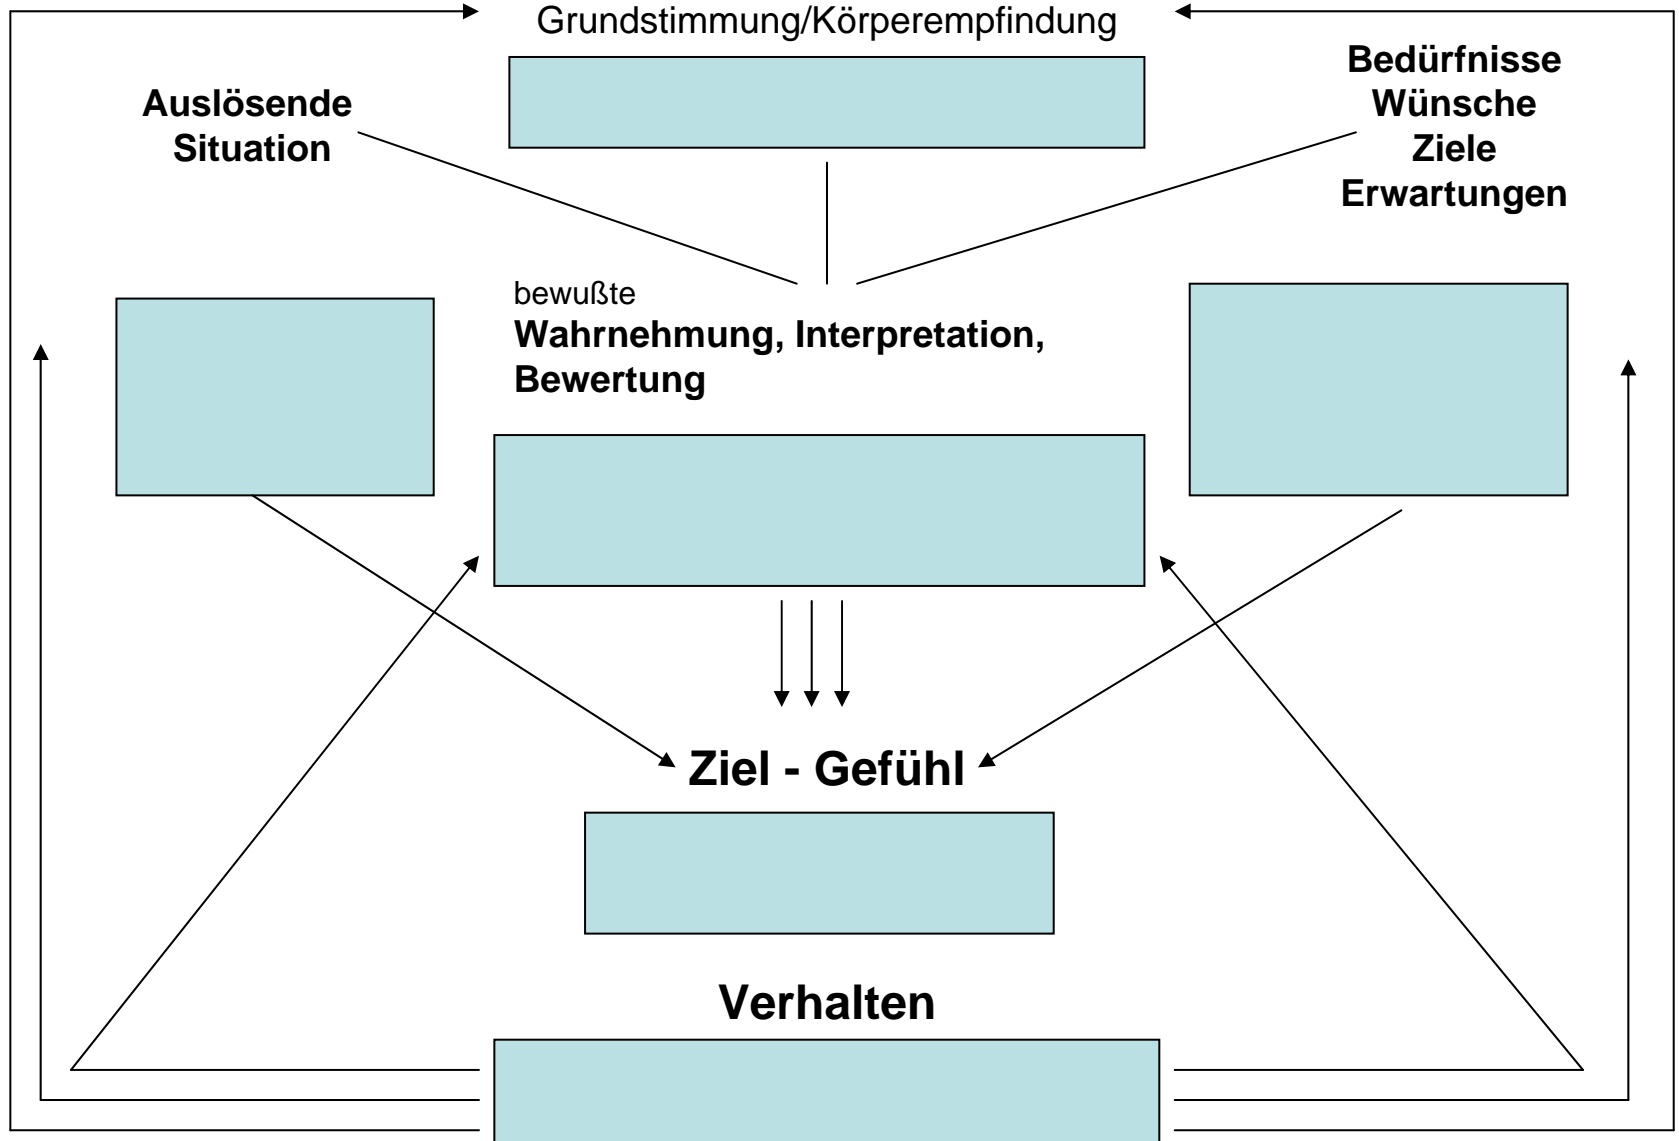 Grundstimmung/Körperempfindung
Auslösende
Situation
Bedürfnisse
Wünsche
Ziele
Erwartungen
bewußte
Wahrnehmung, Interpretation,
Bewertung
Ziel - Gefühl
Verhalten